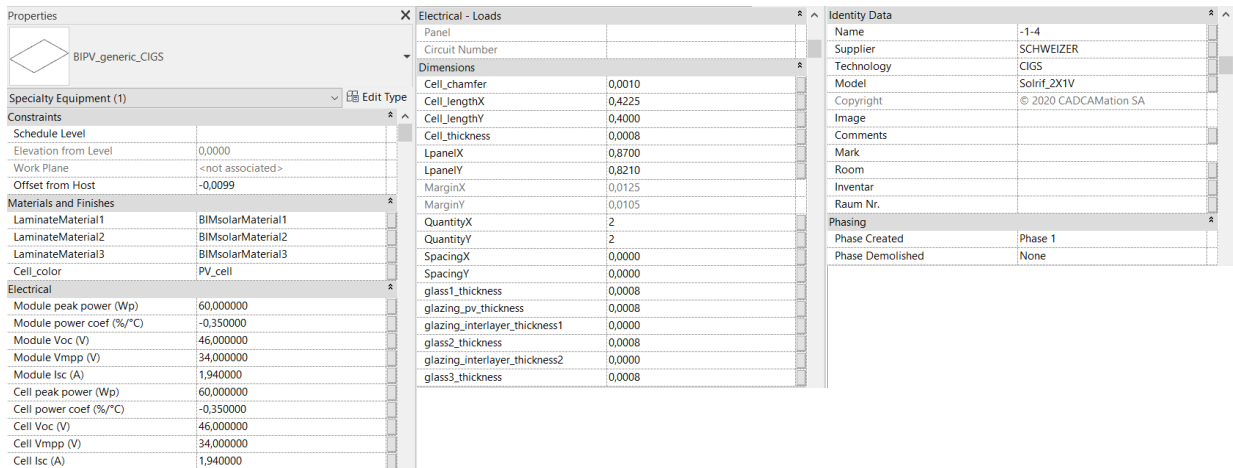 Properties
BIPV_generic_CIGS
Specialty Equipment (1) Edit Type
Constraints
Schedule Level
Elevation from Level 0,0000
Work Plane <not associated>
Offset from Host -0,0099
Materials and Finishes
LaminateMaterial1 BIMsolarMaterial1
LaminateMaterial2 BIMsolarMaterial2
LaminateMaterial3 BIMsolarMaterial3
Cell_color PV_cell
Electrical
Module peak power (Wp) 60,000000
Module power coef (%/°C) -0,350000
Module Voc (V) 46,000000
Module Vmpp (V) 34,000000
Module Isc (A) 1,940000
Cell peak power (Wp) 60,000000
Cell power coef (%/°C) -0,350000
Cell Voc (V) 46,000000
Cell Vmpp (V) 34,000000
Cell Isc (A) 1,940000
Electrical - Loads
Panel
Circuit Number
Dimensions
Cell_chamfer 0,0010
Cell_lengthX 0,4225
Cell_lengthY 0,4000
Cell_thickness 0,0008
LpanelX 0,8700
LpanelY 0,8210
MarginX 0,0125
MarginY 0,0105
QuantityX 2
QuantityY 2
SpacingX 0,0000
SpacingY 0,0000
glass1_thickness 0,0008
glazing_pv_thickness 0,0008
glazing_interlayer_thickness1 0,0000
glass2_thickness 0,0008
glazing_interlayer_thickness2 0,0000
glass3_thickness 0,0008
Identity Data
Name -1-4
Supplier SCHWEIZER
Technology CIGS
Model Solrif_2X1V
Copyright © 2020 CADCAMation SA
Image
Comments
Mark
Room
Inventar
Raum Nr.
Phasing
Phase Created Phase 1
Phase Demolished None